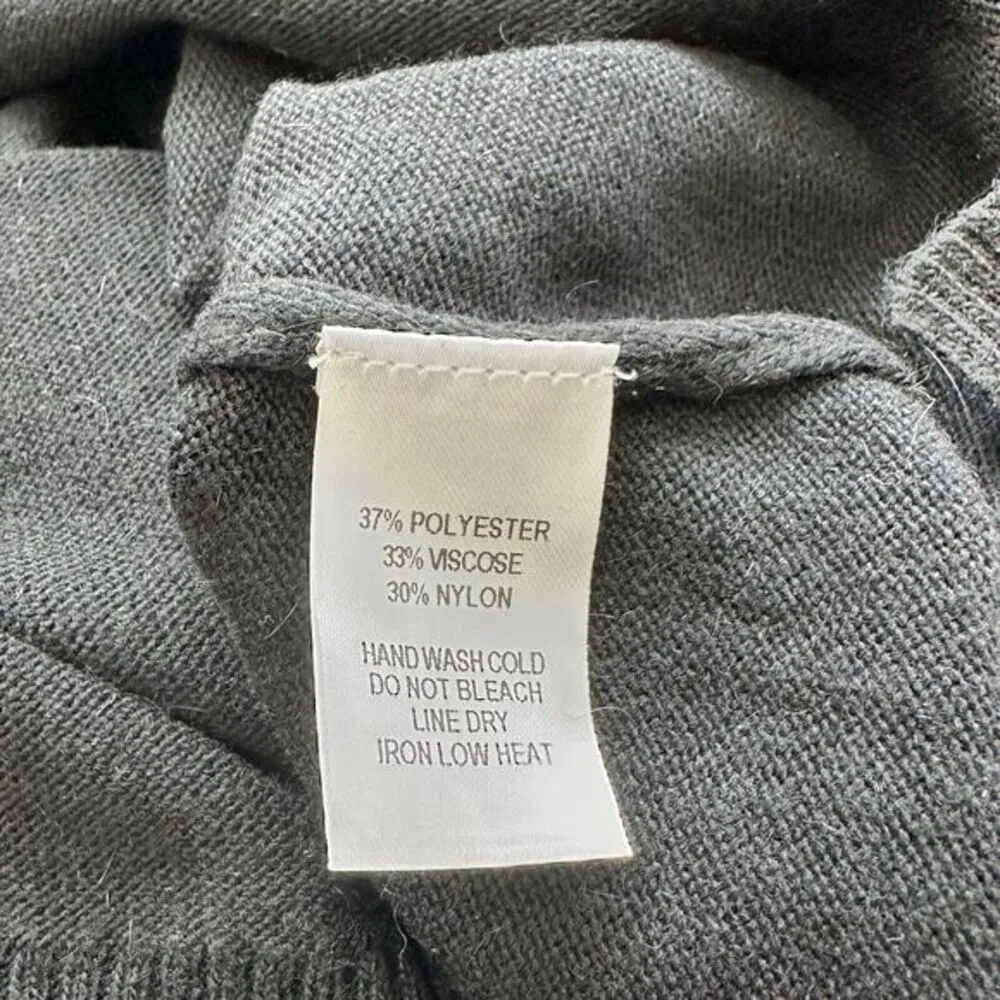 37% POLYESTER
33% VISCOSE
30% NYLON
HAND WASH COLD
DO NOT BLEACH
LINE DRY
IRON LOW HEAT